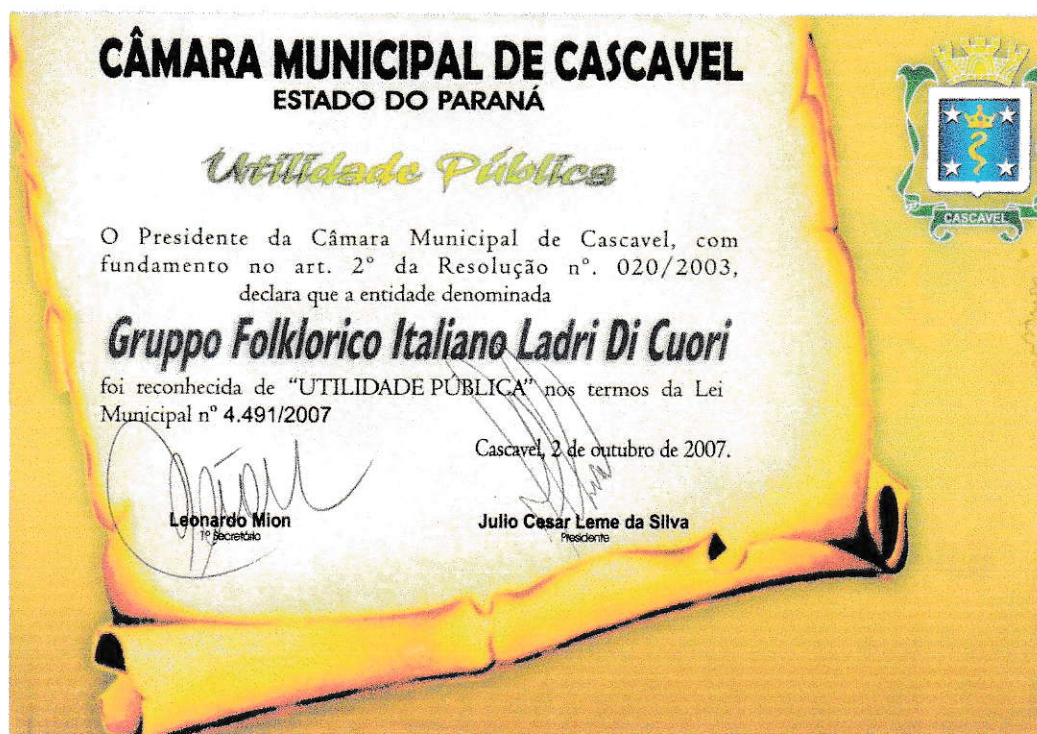 CÂMARA MUNICIPAL DE CASCAVEL
ESTADO DO PARANÁ
Utilidade Pública
CASCAVEL
O Presidente da Câmara Municipal de Cascavel, com
fundamento no art. 2º da Resolução nº. 020/2003,
declara que a entidade denominada
Gruppo Folklorico Italiano Ladri Di Cuori
foi reconhecida de “UTILIDADE PÚBLICA” nos termos da Lei
Municipal nº 4.491/2007
Cascavel, 2 de outubro de 2007.
Leonardo Mion
1º Secretário
Julio Cesar Leme da Silva
Presidente